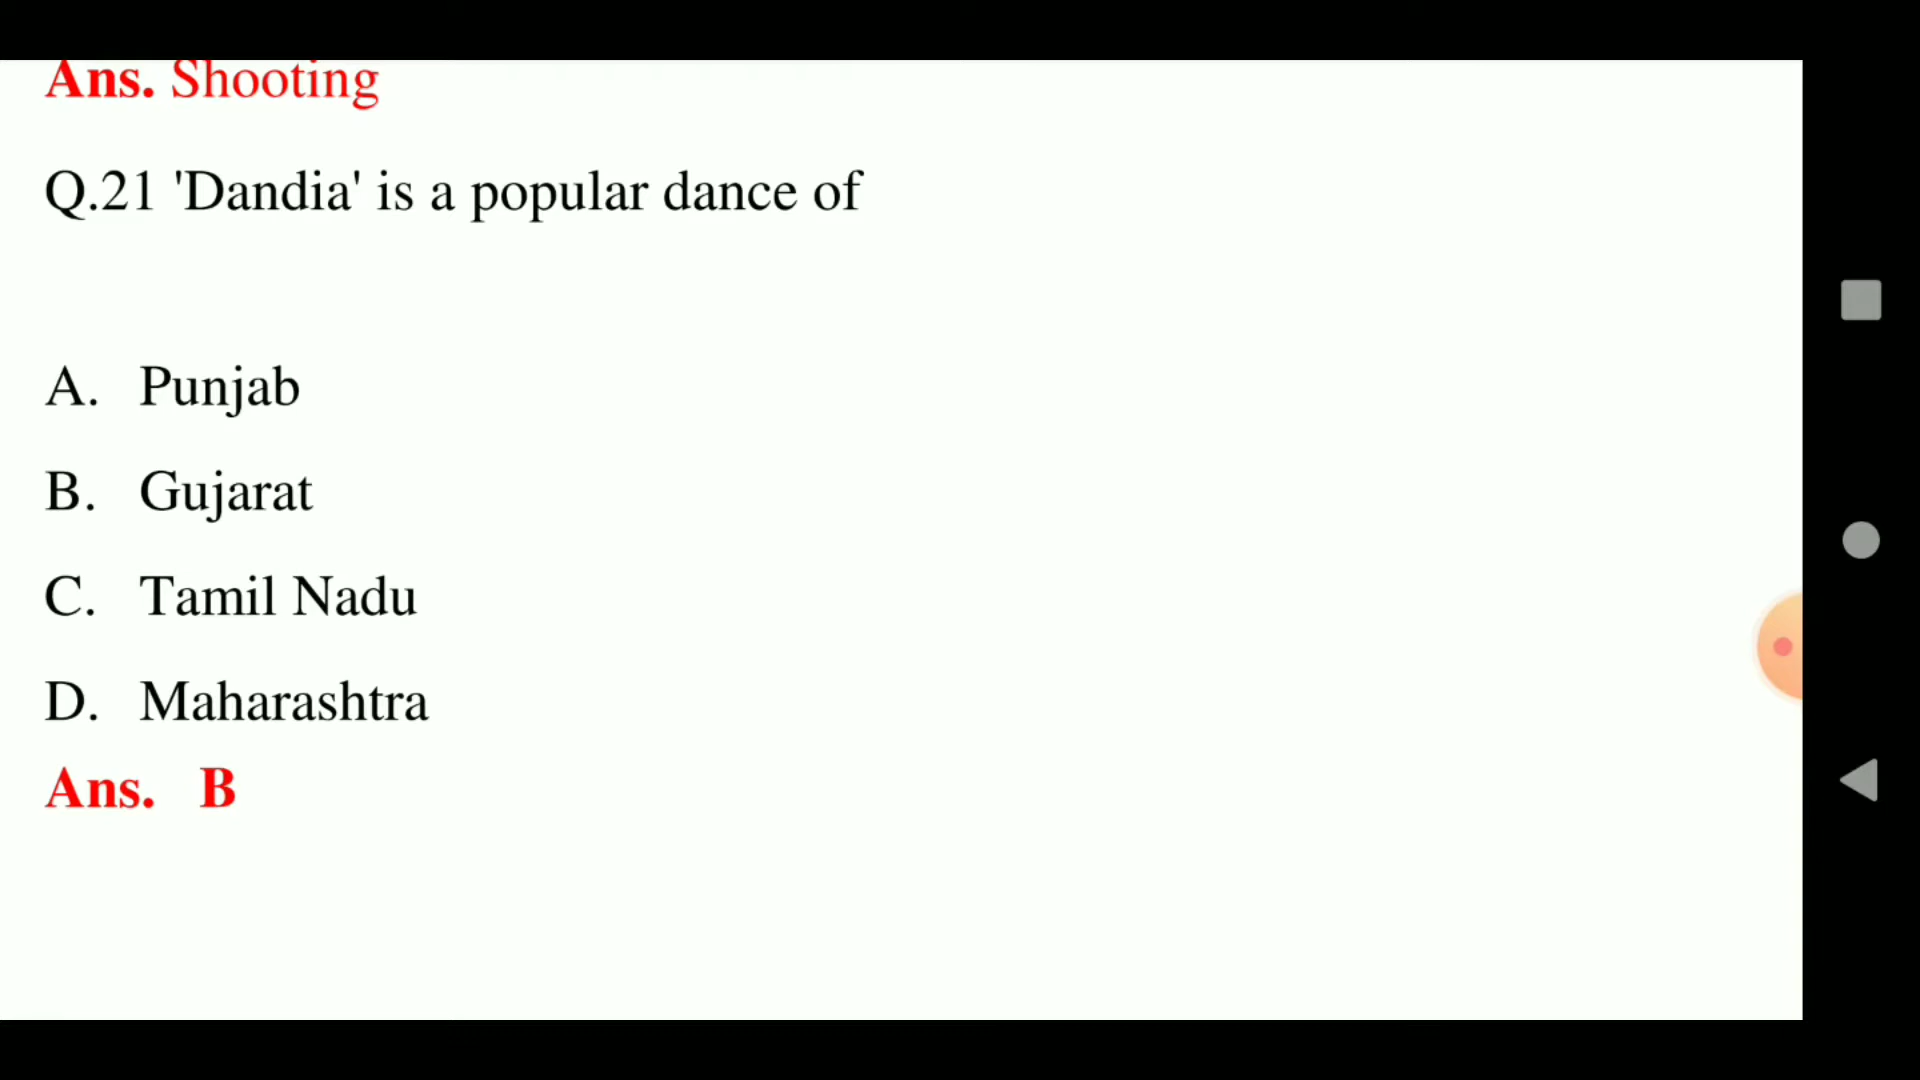 Ans. Shooting
Q.21 'Dandia' is a popular dance of
A. Punjab
B. Gujarat
C. Tamil Nadu
D. Maharashtra
Ans. B